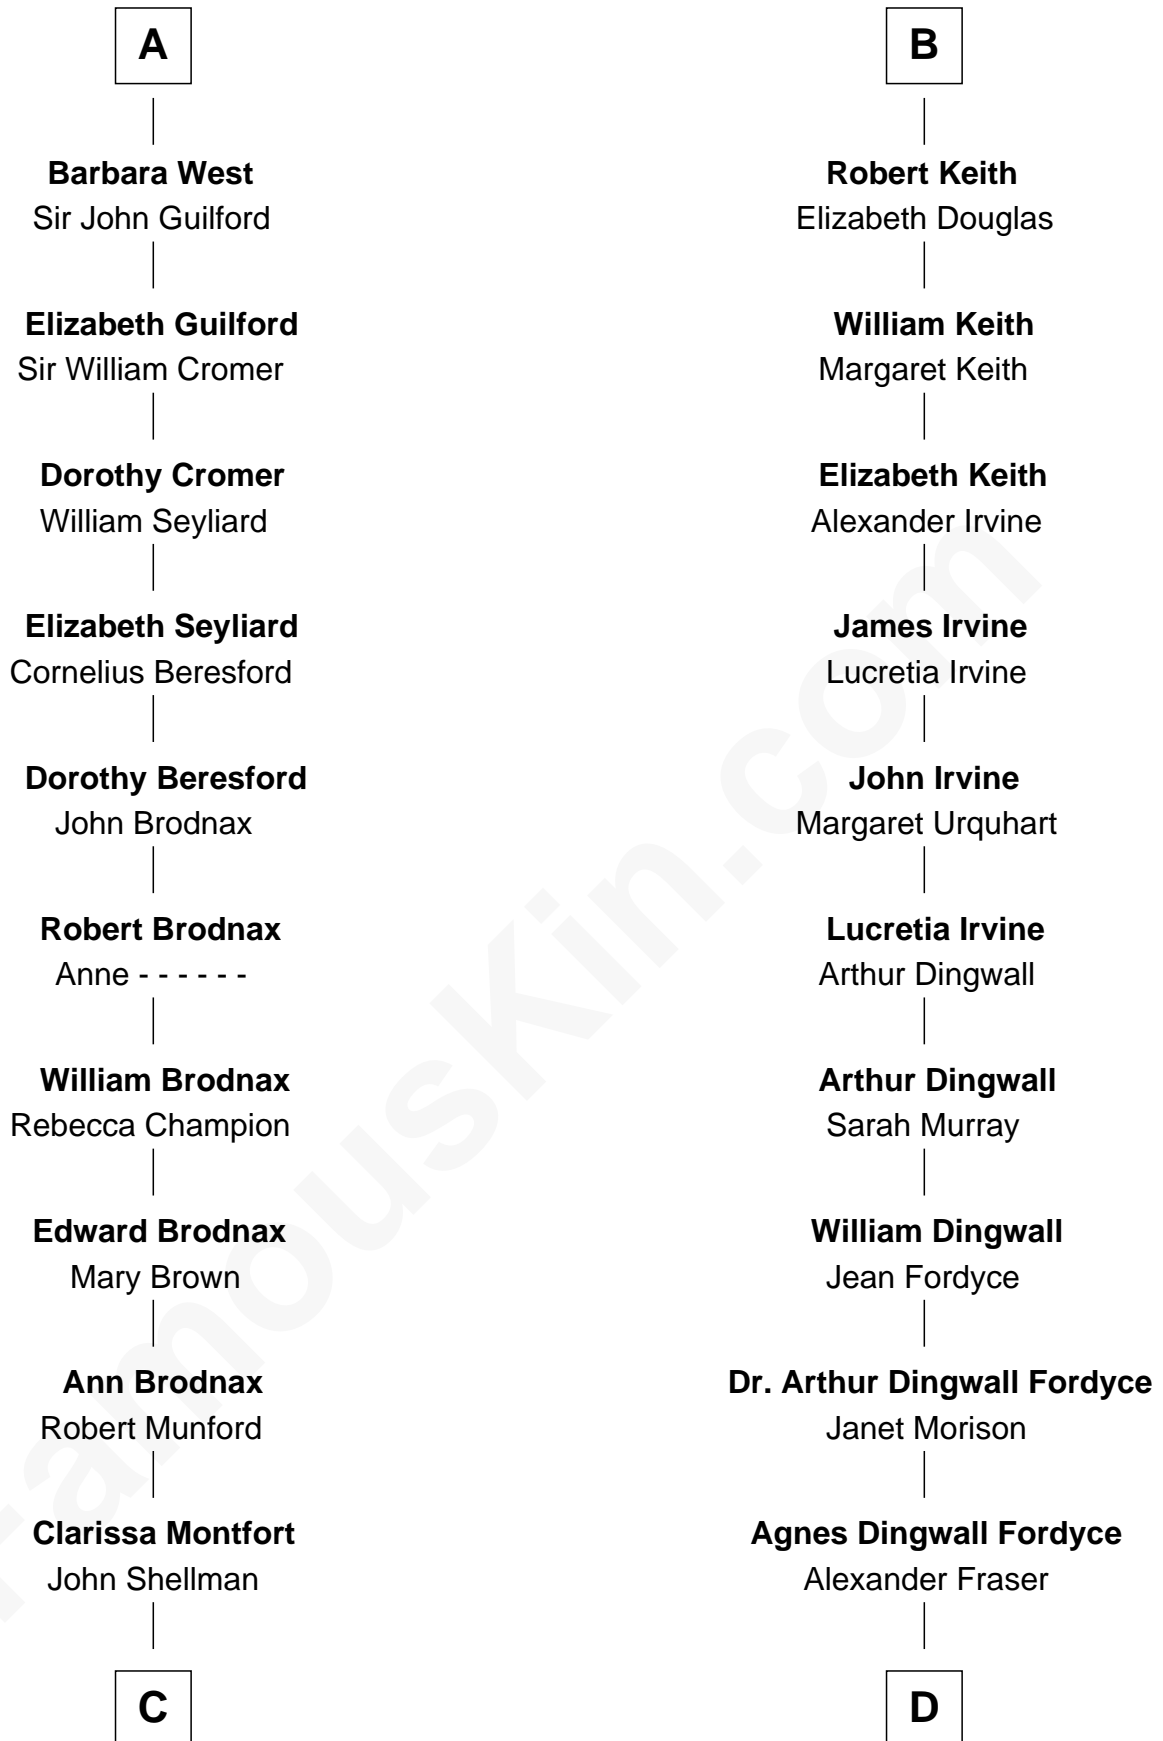 A
Barbara West
Sir John Guilford
Elizabeth Guilford
Sir William Cromer
Dorothy Cromer
William Seyliard
Elizabeth Seyliard
Cornelius Beresford
Dorothy Beresford
John Brodnax
Robert Brodnax
Anne - - - - - -
William Brodnax
Rebecca Champion
Edward Brodnax
Mary Brown
Ann Brodnax
Robert Munford
Clarissa Montfort
John Shellman
C
B
Robert Keith
Elizabeth Douglas
William Keith
Margaret Keith
Elizabeth Keith
Alexander Irvine
James Irvine
Lucretia Irvine
John Irvine
Margaret Urquhart
Lucretia Irvine
Arthur Dingwall
Arthur Dingwall
Sarah Murray
William Dingwall
Jean Fordyce
Dr. Arthur Dingwall Fordyce
Janet Morison
Agnes Dingwall Fordyce
Alexander Fraser
D
FamousKin.com